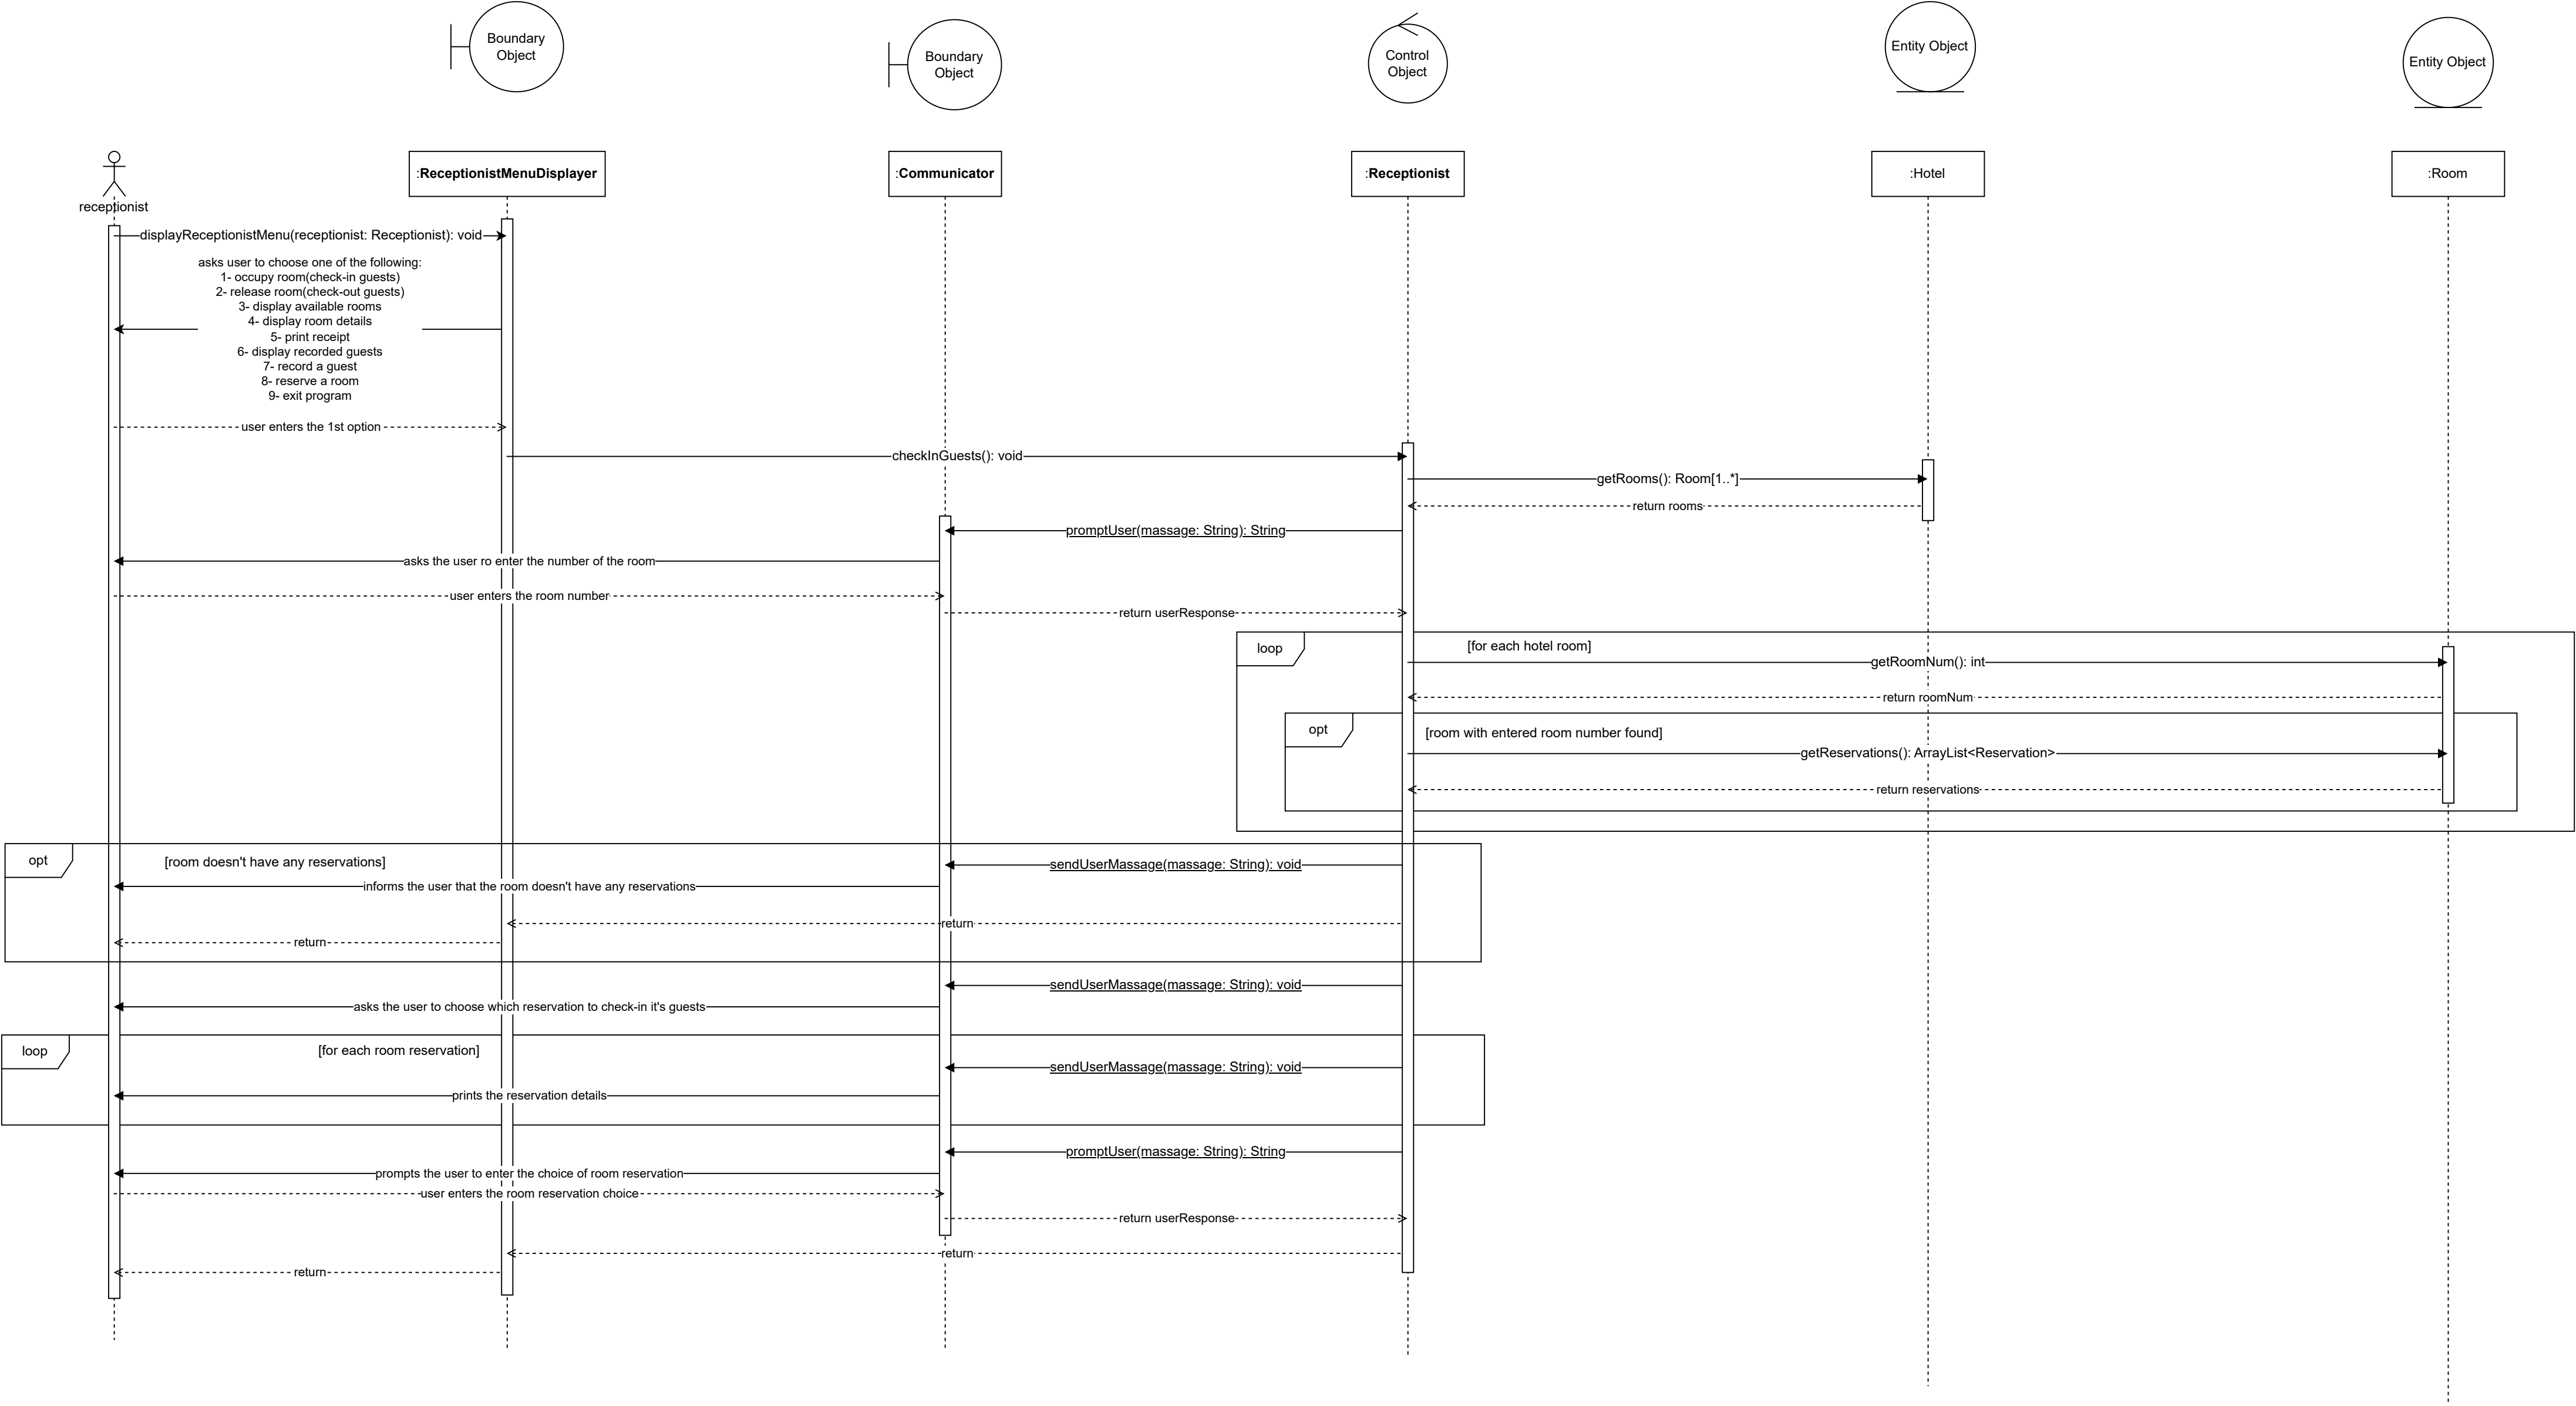 Boundary
Object
Boundary
Object
Control
Object
Entity Object
Entity Object
receptionist
:ReceptionistMenuDisplayer
:Communicator
:Receptionist
:Hotel
:Room
displayReceptionistMenu(receptionist: Receptionist): void
asks user to choose one of the following:
1- occupy room(check-in guests)
2- release room(check-out guests)
3- display available rooms
4- display room details
5- print receipt
6- display recorded guests
7- record a guest
8- reserve a room
9- exit program
user enters the 1st option
checkInGuests(): void
getRooms(): Room[1..*]
return rooms
promptUser(massage: String): String
asks the user ro enter the number of the room
user enters the room number
return userResponse
loop
[for each hotel room]
getRoomNum(): int
return roomNum
opt
[room with entered room number found]
getReservations(): ArrayList<Reservation>
return reservations
opt
[room doesn't have any reservations]
sendUserMassage(massage: String): void
informs the user that the room doesn't have any reservations
return
return
sendUserMassage(massage: String): void
asks the user to choose which reservation to check-in it's guests
loop
[for each room reservation]
sendUserMassage(massage: String): void
prints the reservation details
promptUser(massage: String): String
prompts the user to enter the choice of room reservation
user enters the room reservation choice
return userResponse
return
return